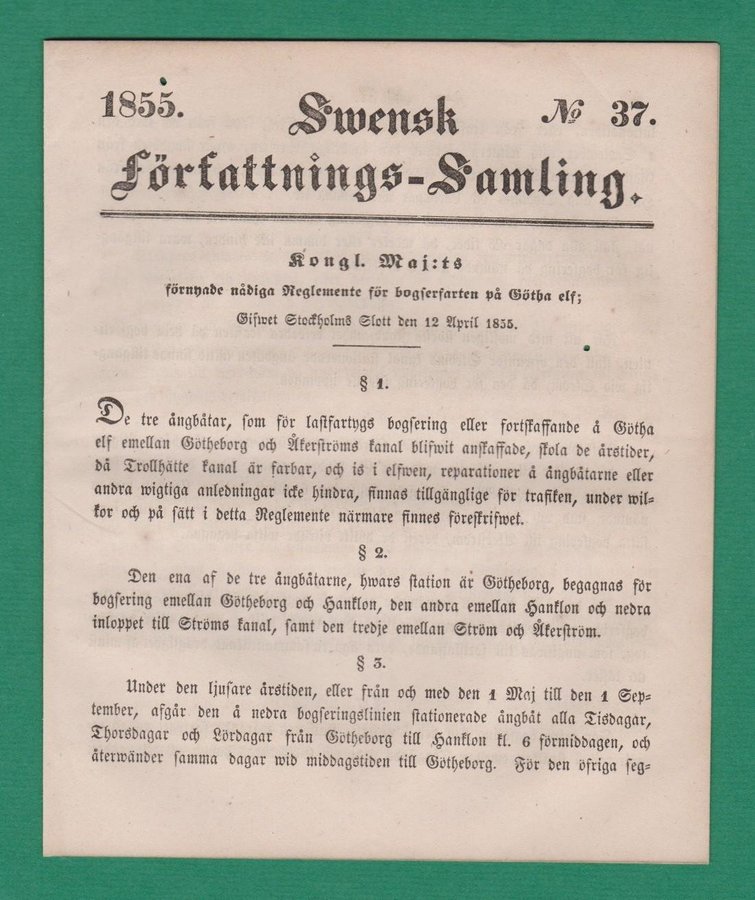 1855.
Swensk
№ 37.
Författnings-Samling.
Kongl. Maj:ts
förnyade nådiga Reglemente för bogserfarten på Götha elf;
Gifwet Stockholms Slott den 12 April 1855.
§ 1.
De tre ångbåtar, som för lastfartygs bogsering eller fortskaffande å Götha
elf emellan Götheborg och Åkerströms kanal blifwit anskaffade, skola de årstider,
då Trollhätte kanal är farbar, och is i elfwen, reparationer å ångbåtarne eller
andra wigtiga anledningar icke hindra, finnas tillgänglige för trafiken, under wil-
kor och på sätt i detta Reglemente närmare finnes föreskrifwet.
§ 2.
Den ena af de tre ångbåtarne, hwars station är Götheborg, begagnas för
bogsering emellan Götheborg och Hanklon, den andra emellan Hanklon och nedra
inloppet till Ströms kanal, samt den tredje emellan Ström och Åkerström.
§ 3.
Under den ljusare årstiden, eller från och med den 1 Maj till den 1 Sep-
tember, afgår den å nedra bogseringslinien stationerade ångbåt alla Tisdagar,
Thorsdagar och Lördagar från Götheborg till Hanklon kl. 6 förmiddagen, och
återwänder samma dagar wid middagstiden till Götheborg. För den öfriga seg-